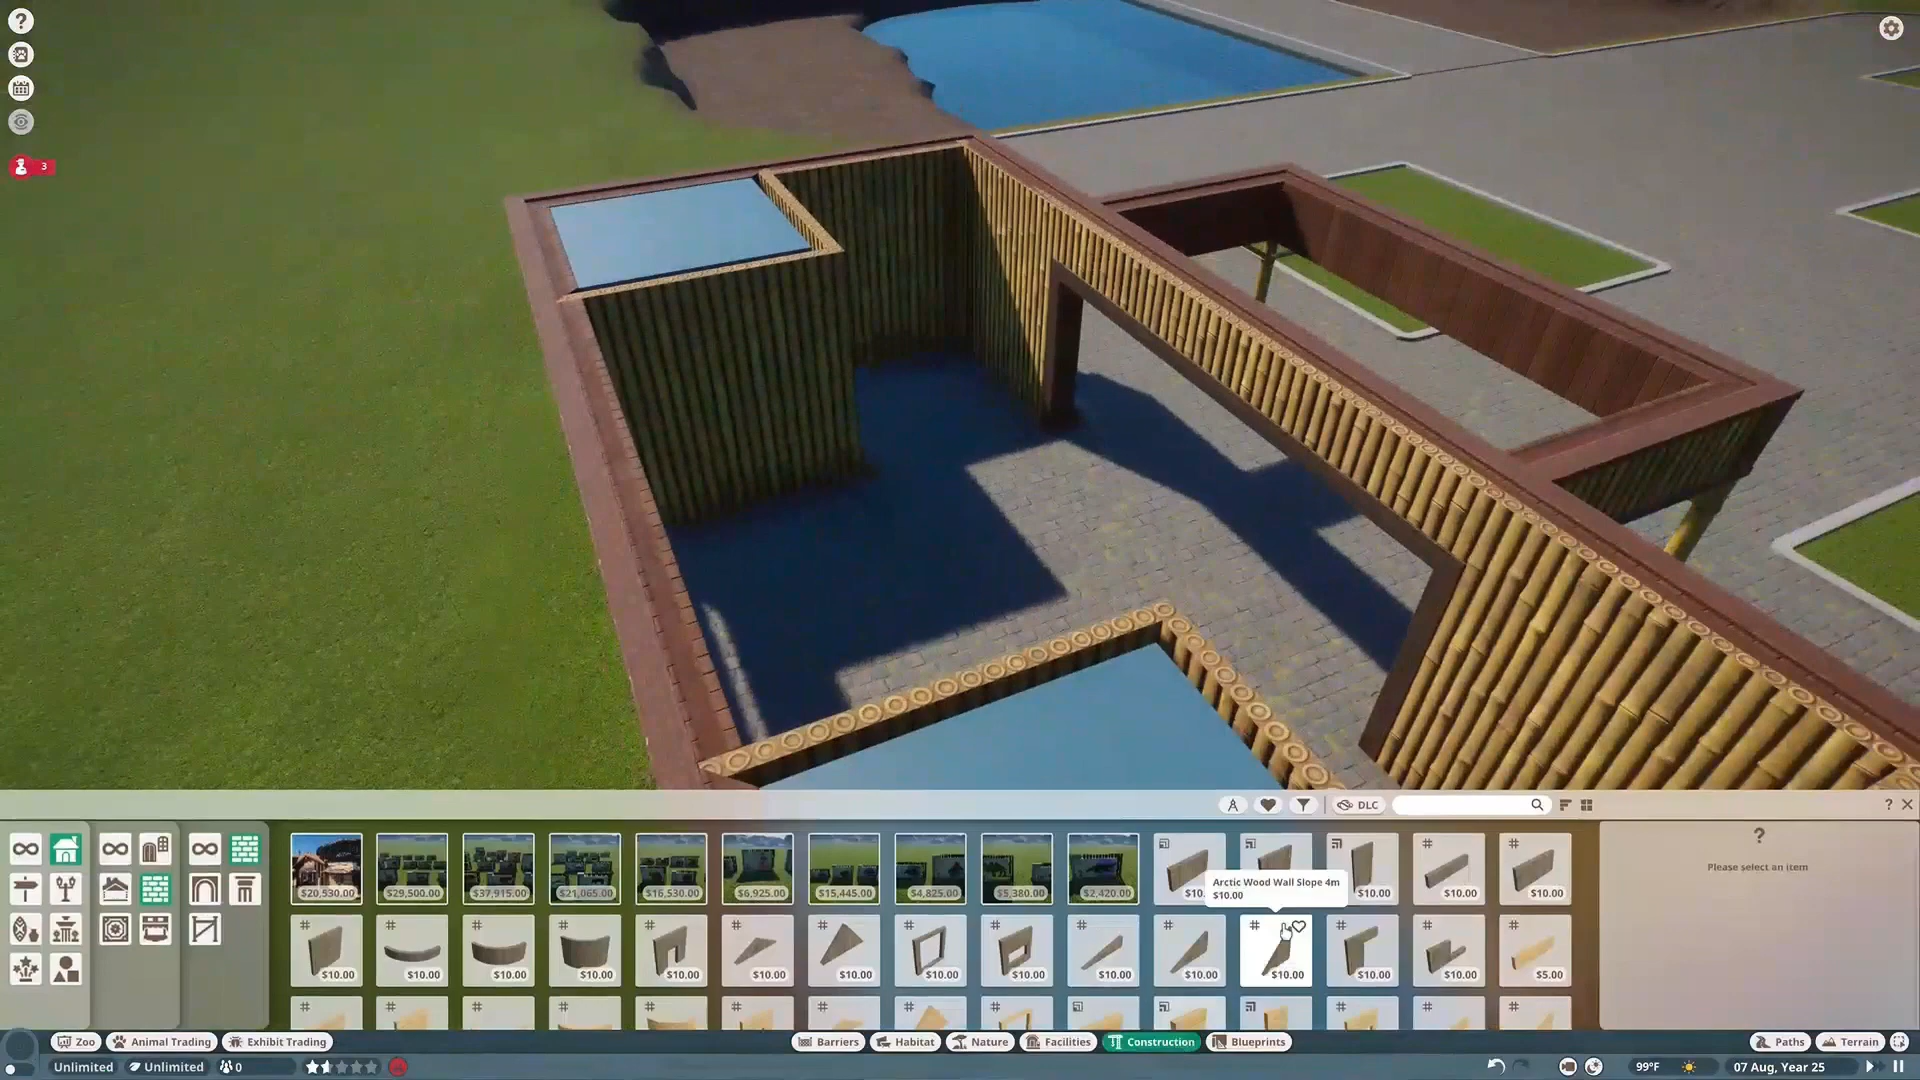 ?
3
DLC
?
$20,530.00 $29,500.00 $37,915.00 $21,065.00 $16,530.00 $6,925.00 $15,445.00 $4,825.00 $5,380.00 $2,420.00 $10. $10.00 $10.00 $10.00
Arctic Wood Wall Slope 4m
$10.00
?
Please select an item
$10.00 $10.00 $10.00 $10.00 $10.00 $10.00 $10.00 $10.00 $10.00 $10.00 $10.00 $10.00 $10.00 $10.00 $5.00
Zoo Animal Trading Exhibit Trading Barriers Habitat Nature Facilities Construction Blueprints Paths Terrain
Unlimited Unlimited 0 99°F 07 Aug, Year 25